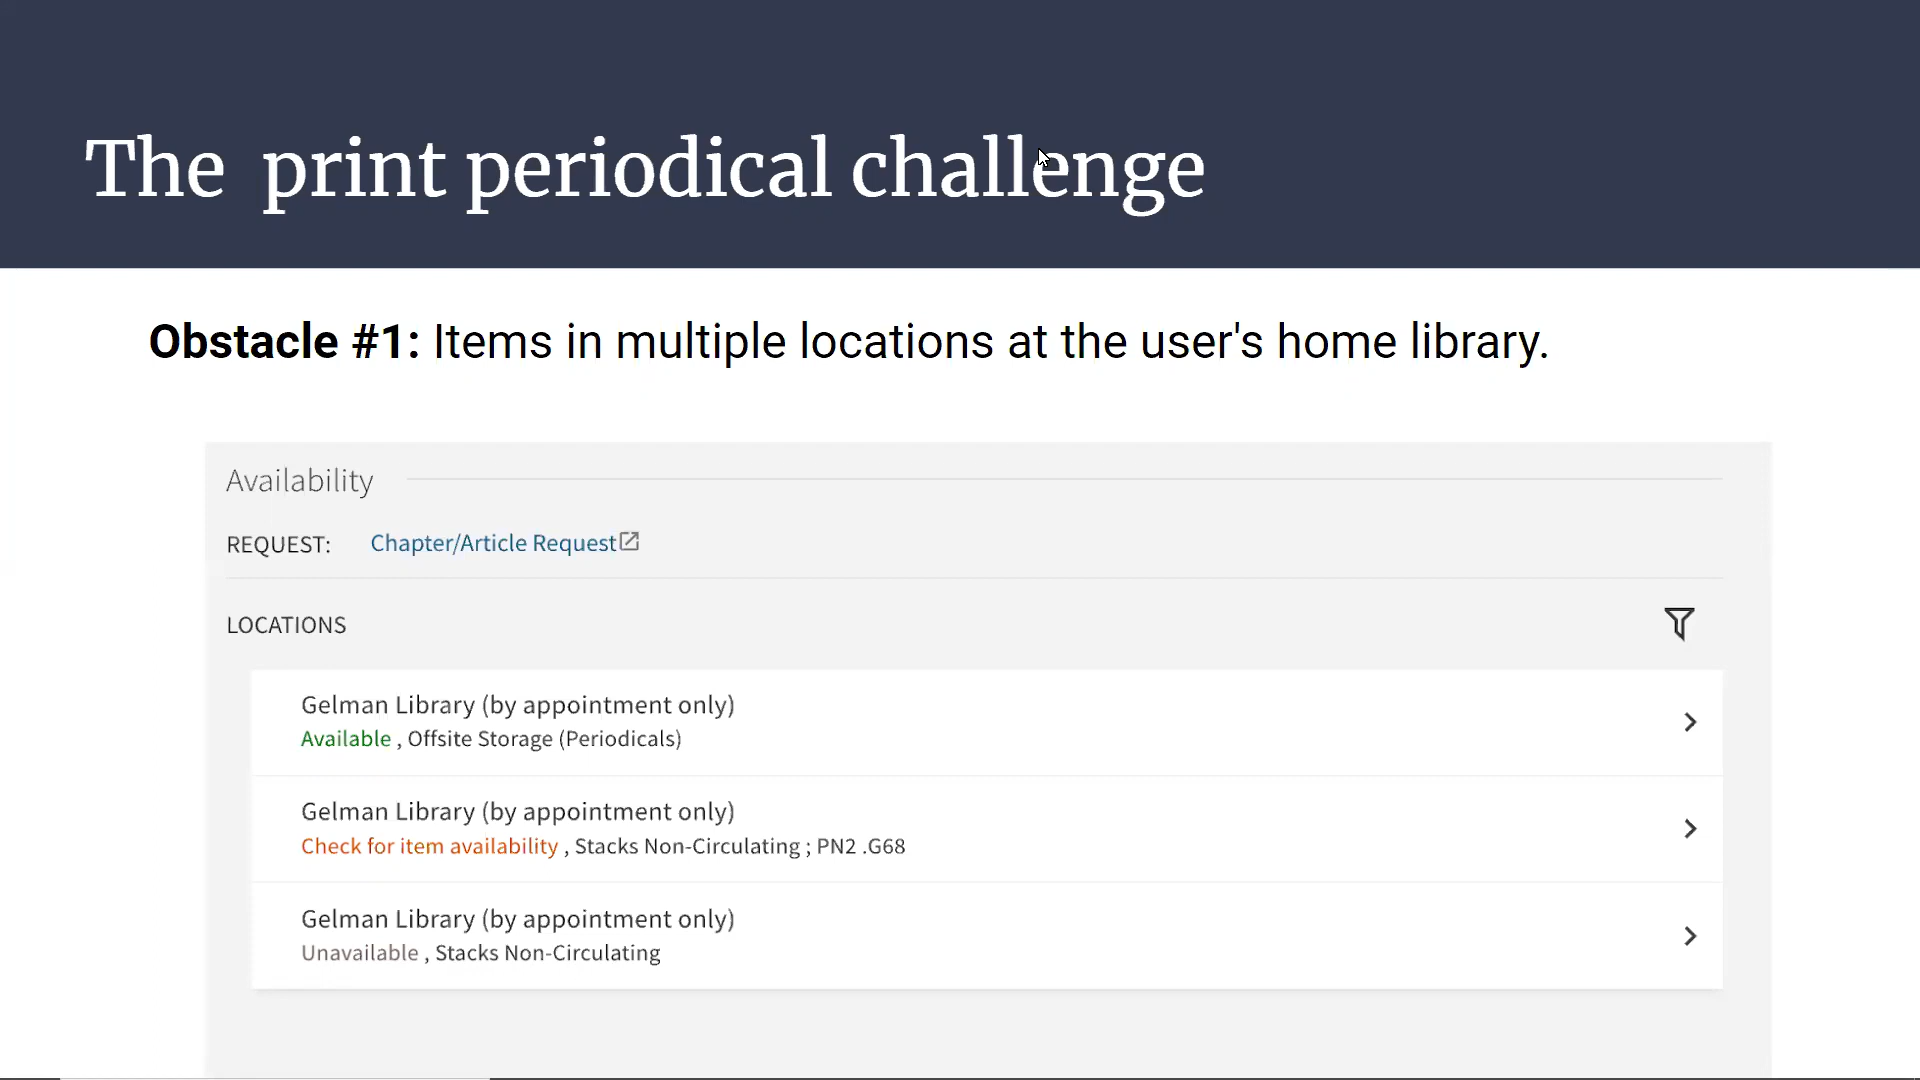 The  print periodical challenge
Obstacle #1: Items in multiple locations at the user's home library.
Availability
REQUEST: Chapter/Article Request
LOCATIONS
Gelman Library (by appointment only)
Available , Offsite Storage (Periodicals)
Gelman Library (by appointment only)
Check for item availability , Stacks Non-Circulating ; PN2 .G68
Gelman Library (by appointment only)
Unavailable , Stacks Non-Circulating